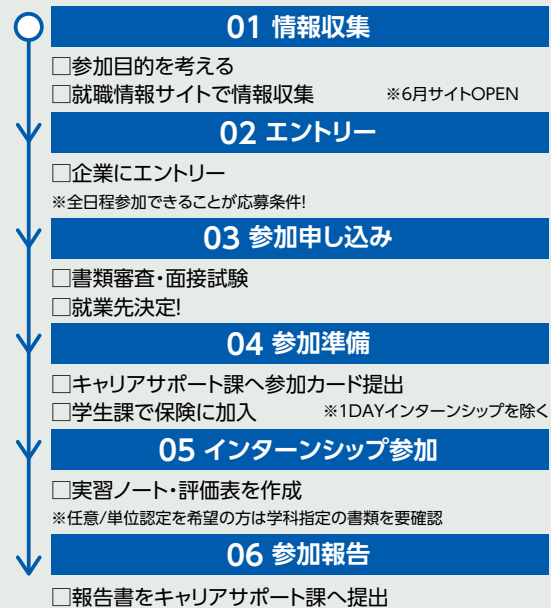 01 情報収集
□参加目的を考える
□就職情報サイトで情報収集 ※6月サイトOPEN
02 エントリー
□企業にエントリー
※全日程参加できることが応募条件!
03 参加申し込み
□書類審査・面接試験
□就業先決定!
04 参加準備
□キャリアサポート課へ参加カード提出
□学生課で保険に加入 ※1DAYインターンシップを除く
05 インターンシップ参加
□実習ノート・評価表を作成
※任意/単位認定を希望の方は学科指定の書類を要確認
06 参加報告
□報告書をキャリアサポート課へ提出